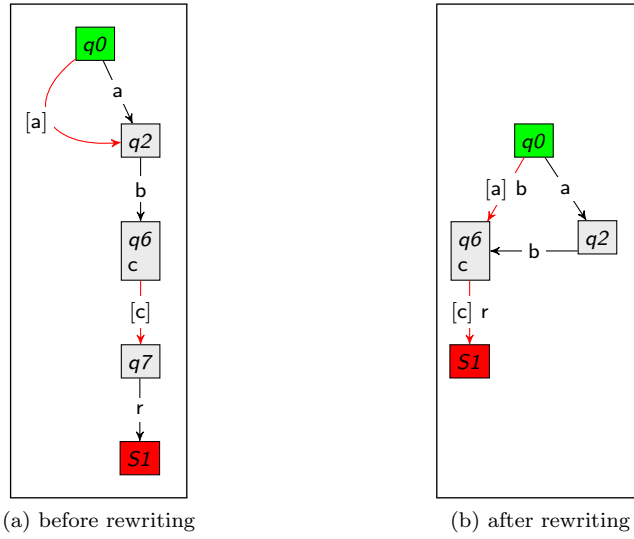 q0
a
[a]
q2
b
q6
c
[c]
q7
r
S1
(a) before rewriting
q0
[a] b
a
q6
c
b
q2
[c] r
S1
(b) after rewriting